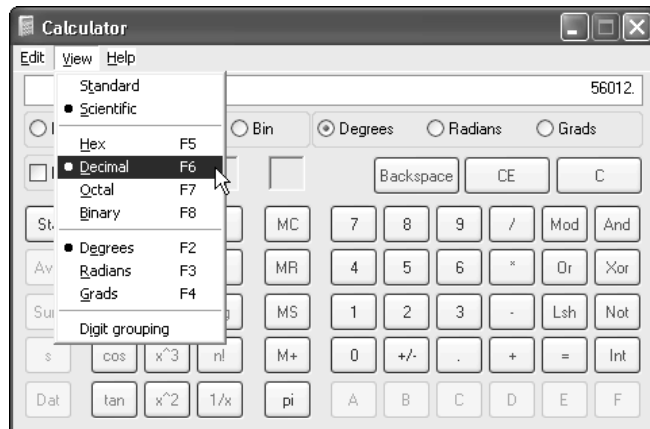 Calculator
Edit View Help
56012.
Standard
Scientific
Bin Degrees Radians Grads
Hex F5
Decimal F6
Octal F7
Binary F8
Degrees F2
Radians F3
Grads F4
Digit grouping
Backspace CE C
MC 7 8 9 / Mod And
MR 4 5 6 * Or Xor
MS 1 2 3 - Lsh Not
s cos x^3 n! M+ 0 +/- . + = Int
Dat tan x^2 1/x pi A B C D E F